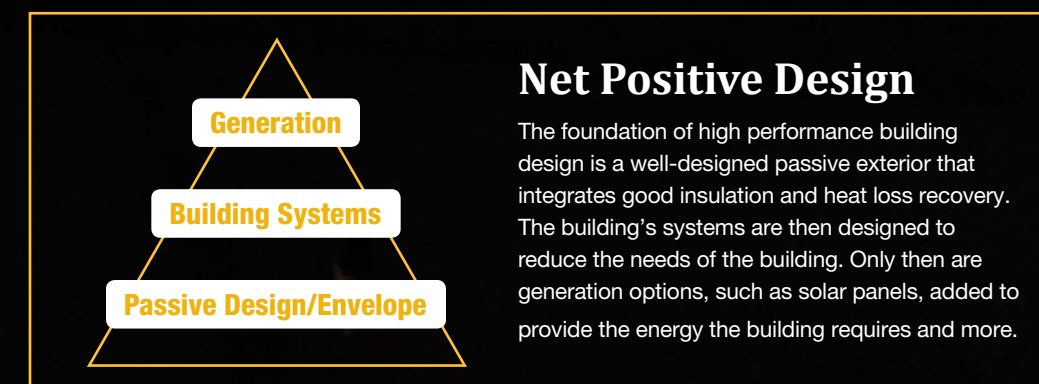 Generation
Building Systems
Passive Design/Envelope
Net Positive Design
The foundation of high performance building
design is a well-designed passive exterior that
integrates good insulation and heat loss recovery.
The building’s systems are then designed to
reduce the needs of the building. Only then are
generation options, such as solar panels, added to
provide the energy the building requires and more.